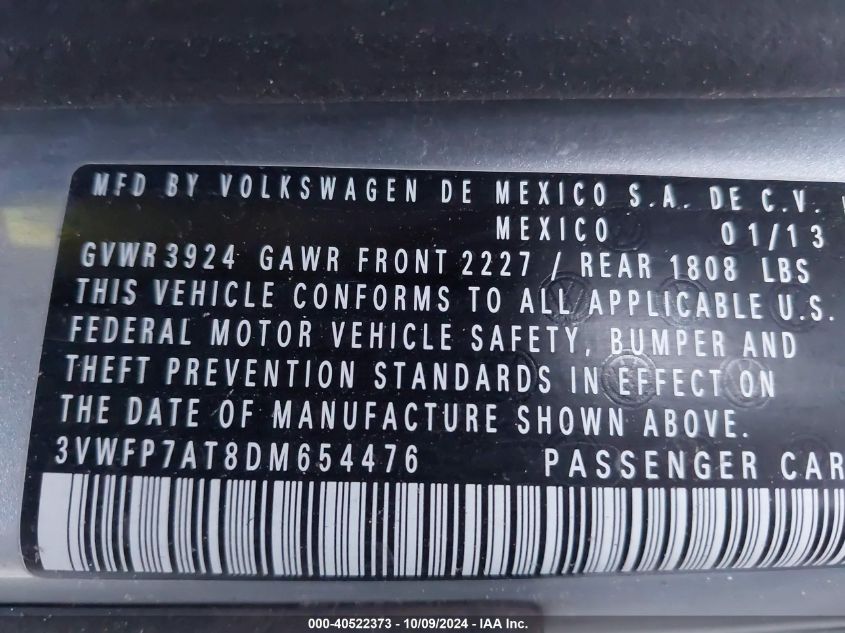 MFD BY VOLKSWAGEN DE MEXICO S.A. DE C.V.
MEXICO 01/13
GVWR 3924 GAWR FRONT 2227 / REAR 1808 LBS
THIS VEHICLE CONFORMS TO ALL APPLICABLE U.S.
FEDERAL MOTOR VEHICLE SAFETY, BUMPER AND
THEFT PREVENTION STANDARDS IN EFFECT ON
THE DATE OF MANUFACTURE SHOWN ABOVE.
3VWFP7AT8DM654476 PASSENGER CAR
000-40522373 - 10/09/2024 - IAA Inc.